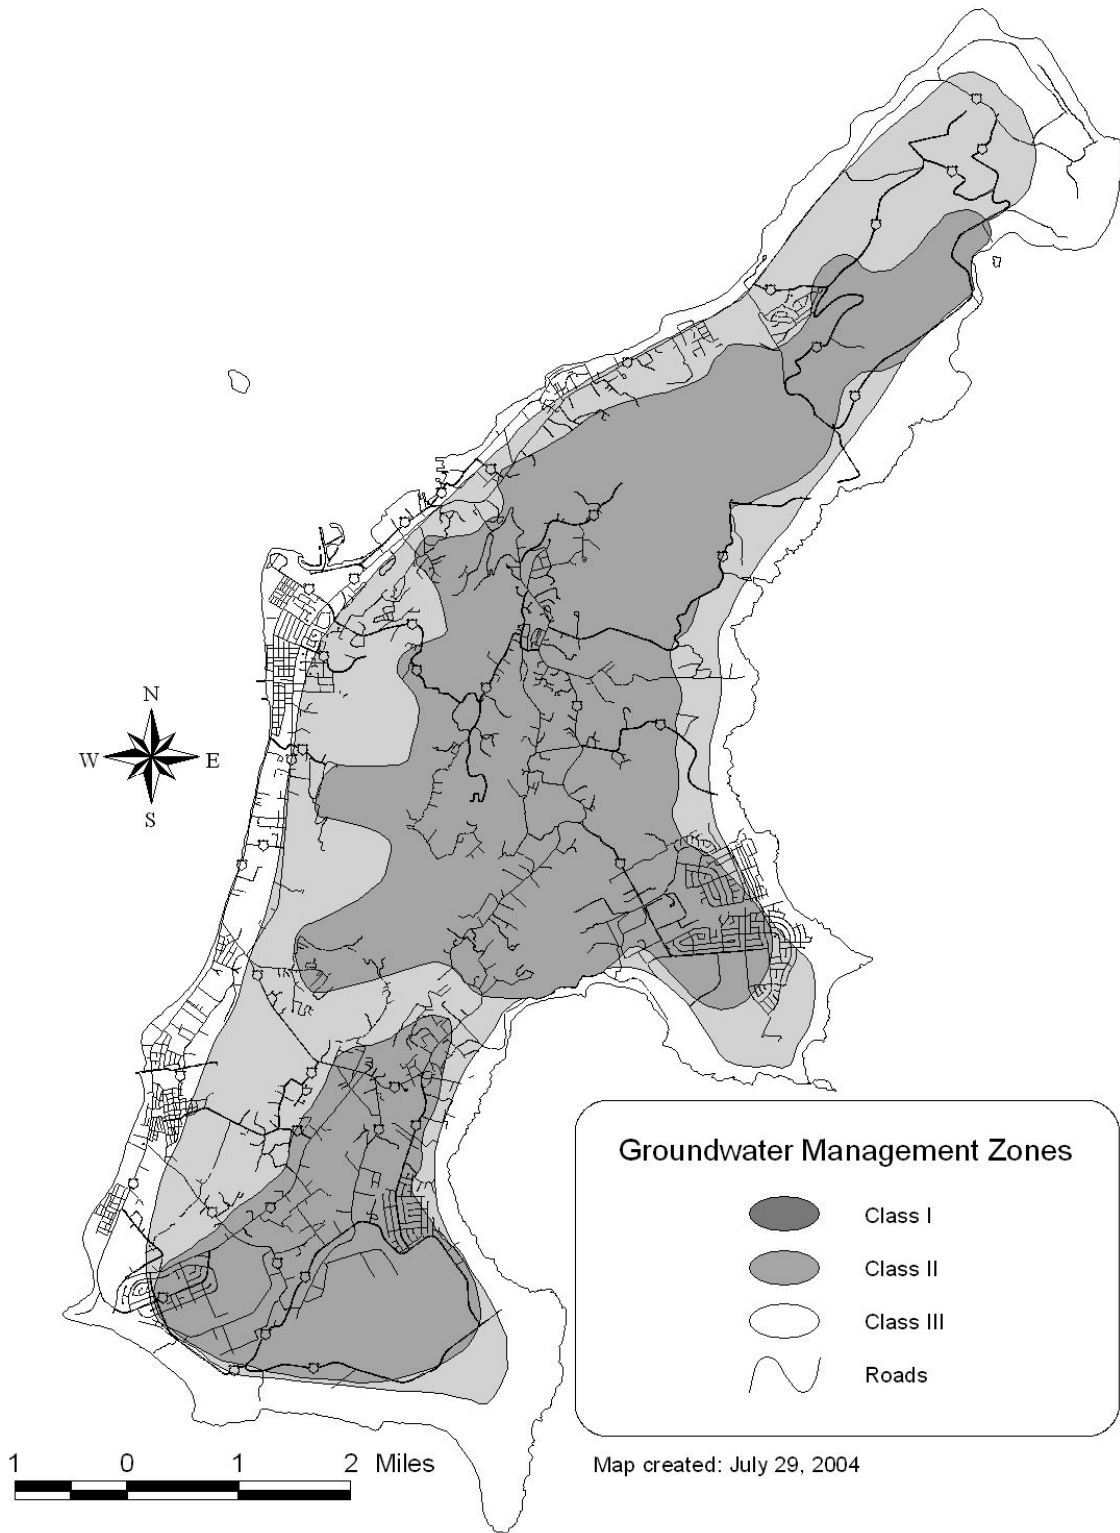 N
W E
S
Groundwater Management Zones
Class I
Class II
Class III
Roads
1 0 1 2 Miles
Map created: July 29, 2004